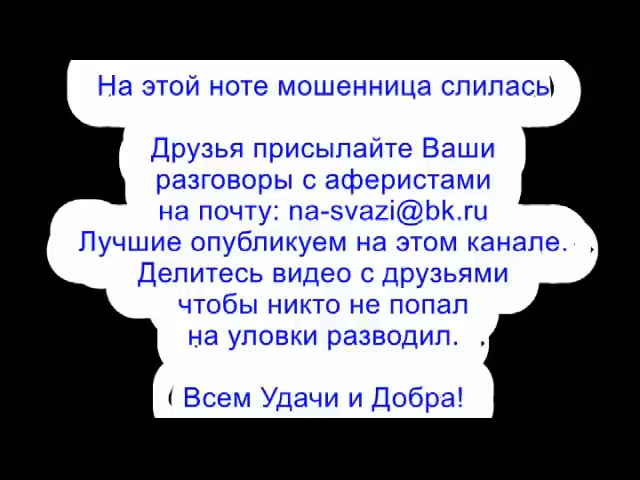 На этой ноте мошенница слилась
Друзья присылайте Ваши
разговоры с аферистами
на почту: na-svazi@bk.ru
Лучшие опубликуем на этом канале.
Делитесь видео с друзьями
чтобы никто не попал
на уловки разводил.
Всем Удачи и Добра!